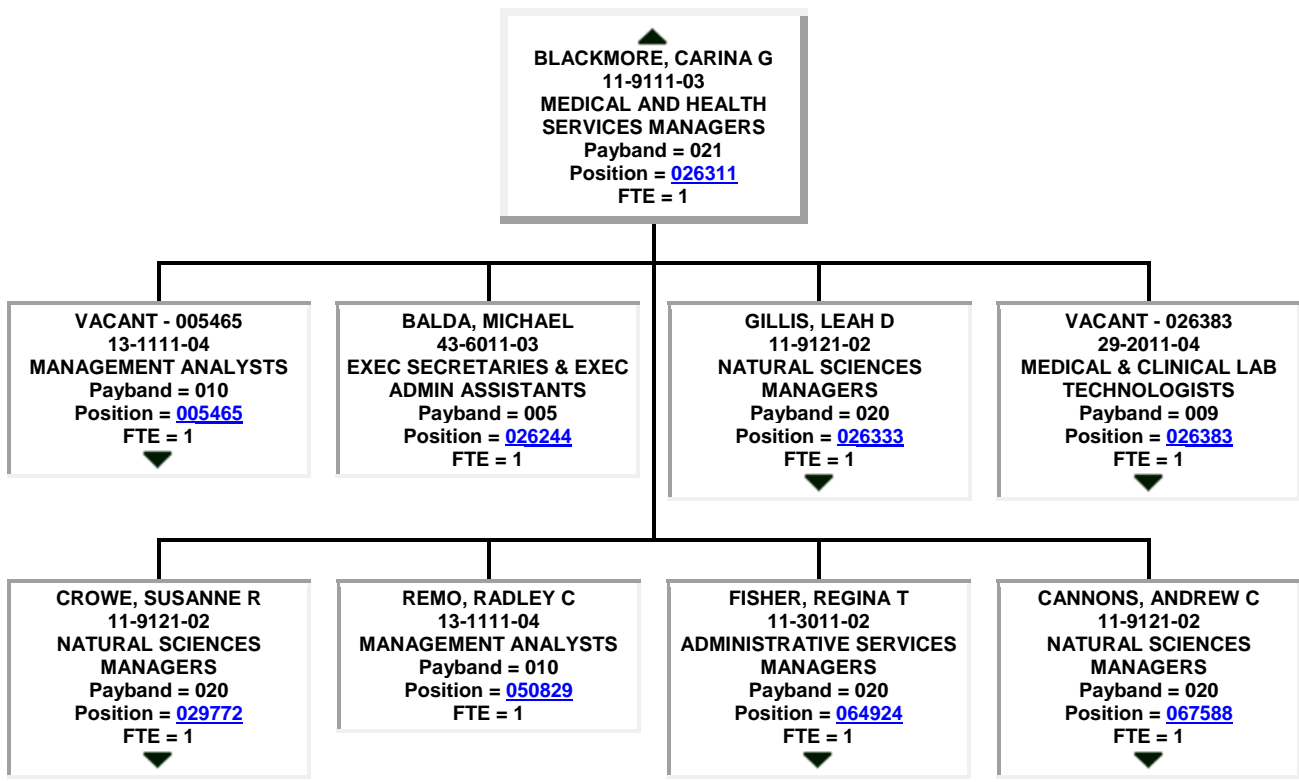 BLACKMORE, CARINA G
11-9111-03
MEDICAL AND HEALTH
SERVICES MANAGERS
Payband = 021
Position = 026311
FTE = 1
VACANT - 005465
13-1111-04
MANAGEMENT ANALYSTS
Payband = 010
Position = 005465
FTE = 1
BALDA, MICHAEL
43-6011-03
EXEC SECRETARIES & EXEC
ADMIN ASSISTANTS
Payband = 005
Position = 026244
FTE = 1
GILLIS, LEAH D
11-9121-02
NATURAL SCIENCES
MANAGERS
Payband = 020
Position = 026333
FTE = 1
VACANT - 026383
29-2011-04
MEDICAL & CLINICAL LAB
TECHNOLOGISTS
Payband = 009
Position = 026383
FTE = 1
CROWE, SUSANNE R
11-9121-02
NATURAL SCIENCES
MANAGERS
Payband = 020
Position = 029772
FTE = 1
REMO, RADLEY C
13-1111-04
MANAGEMENT ANALYSTS
Payband = 010
Position = 050829
FTE = 1
FISHER, REGINA T
11-3011-02
ADMINISTRATIVE SERVICES
MANAGERS
Payband = 020
Position = 064924
FTE = 1
CANNONS, ANDREW C
11-9121-02
NATURAL SCIENCES
MANAGERS
Payband = 020
Position = 067588
FTE = 1